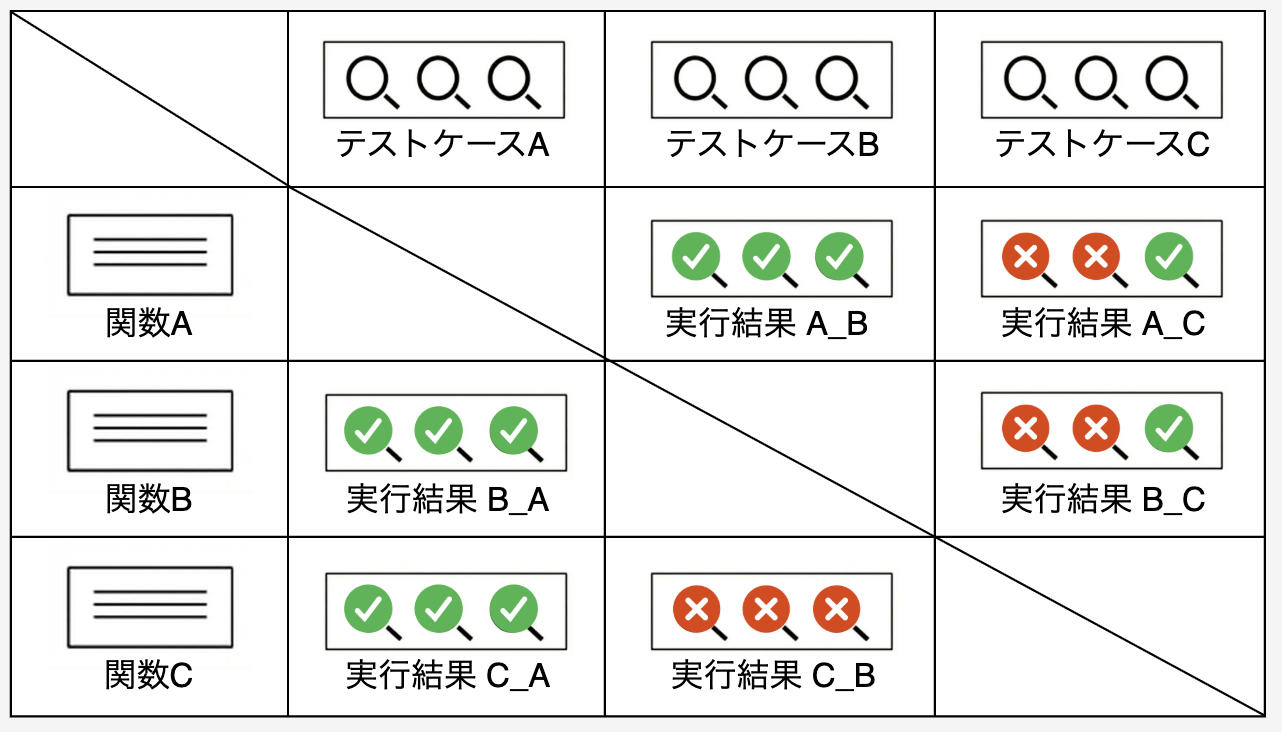 テストケースA
テストケースB
テストケースC
関数A
実行結果 A_B
実行結果 A_C
関数B
実行結果 B_A
実行結果 B_C
関数C
実行結果 C_A
実行結果 C_B